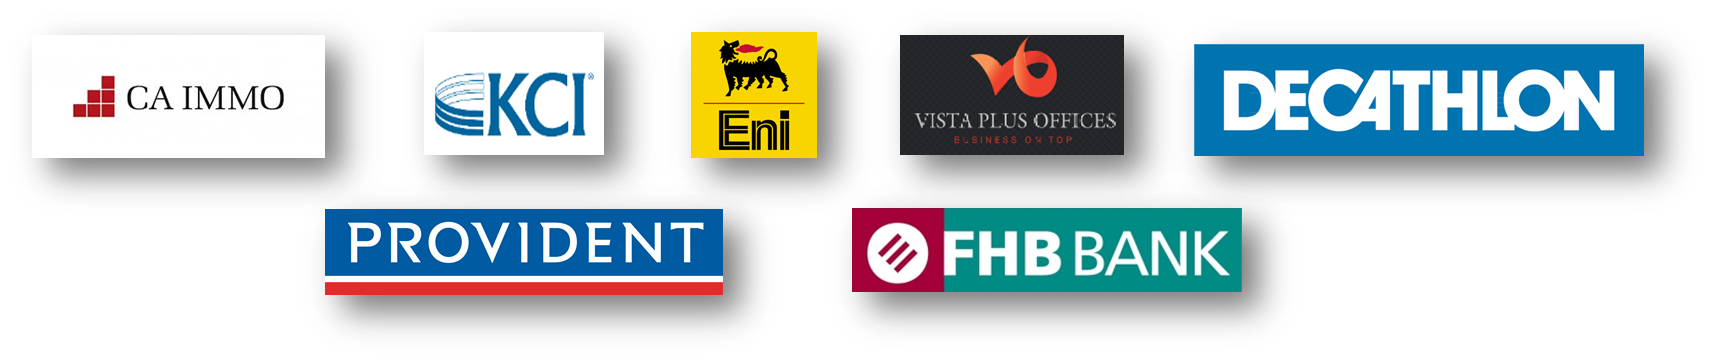 CA IMMO
KCI®
Eni
VISTA PLUS OFFICES
BUSINESS ON TOP
DECATHLON
PROVIDENT
FHB BANK